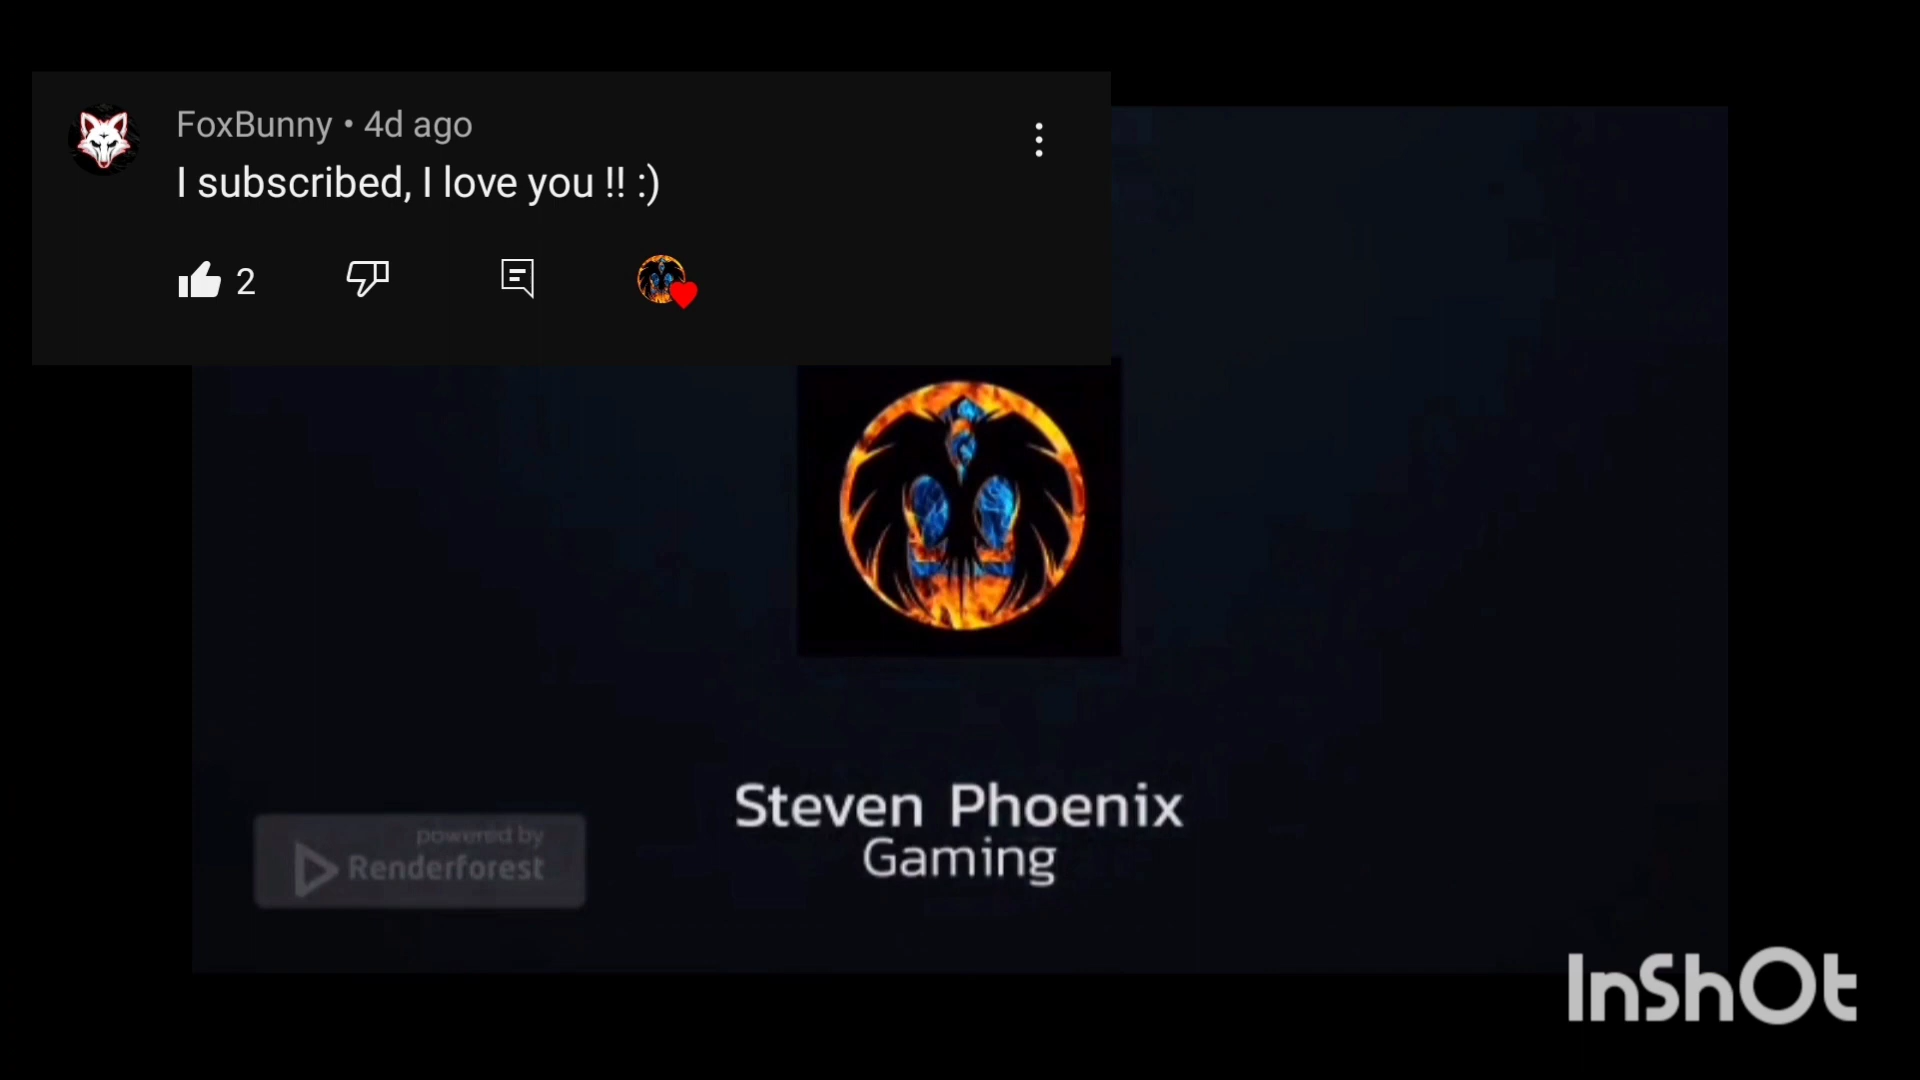 FoxBunny • 4d ago
I subscribed, I love you !! :)
2
Steven Phoenix
Gaming
powered by
Renderforest
InShOt